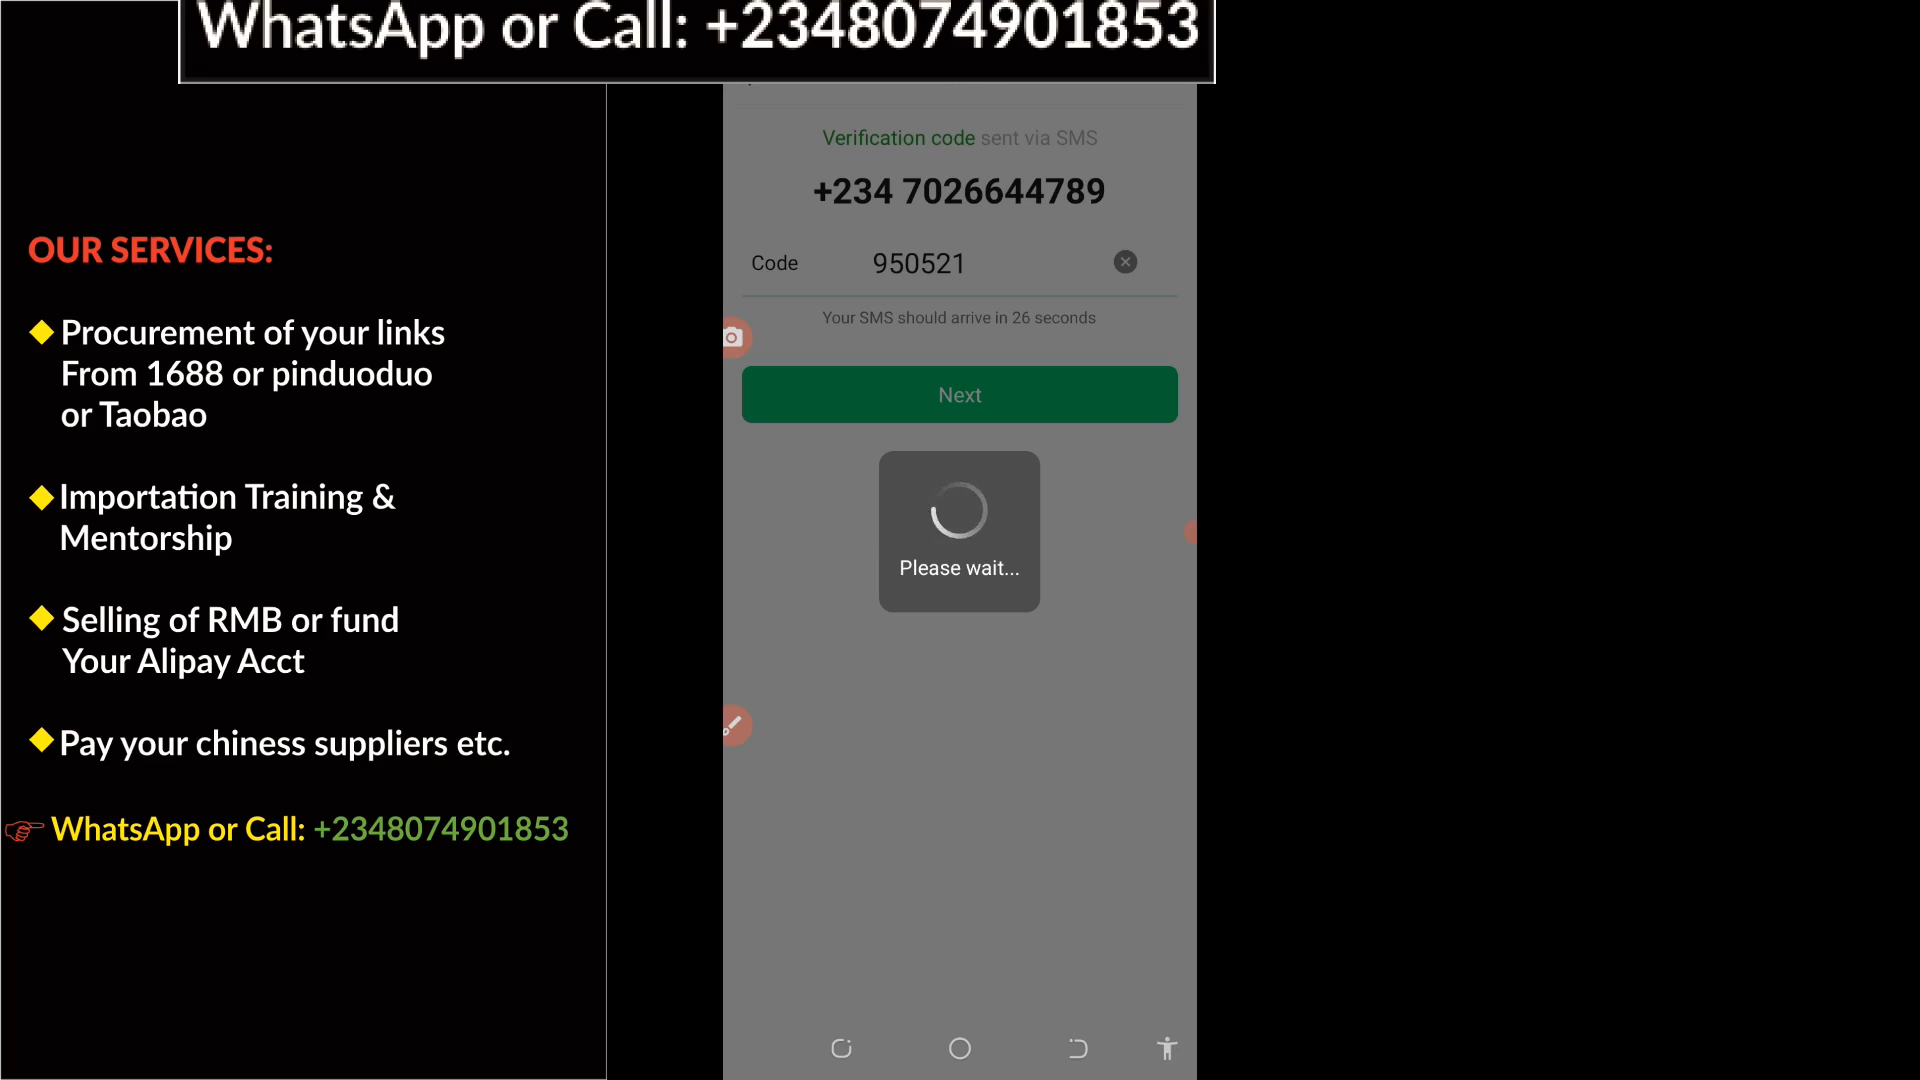 WhatsApp or Call: +2348074901853
OUR SERVICES:
Procurement of your links
From 1688 or pinduoduo
or Taobao
Importation Training &
Mentorship
Selling of RMB or fund
Your Alipay Acct
Pay your chiness suppliers etc.
WhatsApp or Call: +2348074901853
Verification code sent via SMS
+234 7026644789
Code 950521
Your SMS should arrive in 26 seconds
Next
Please wait...